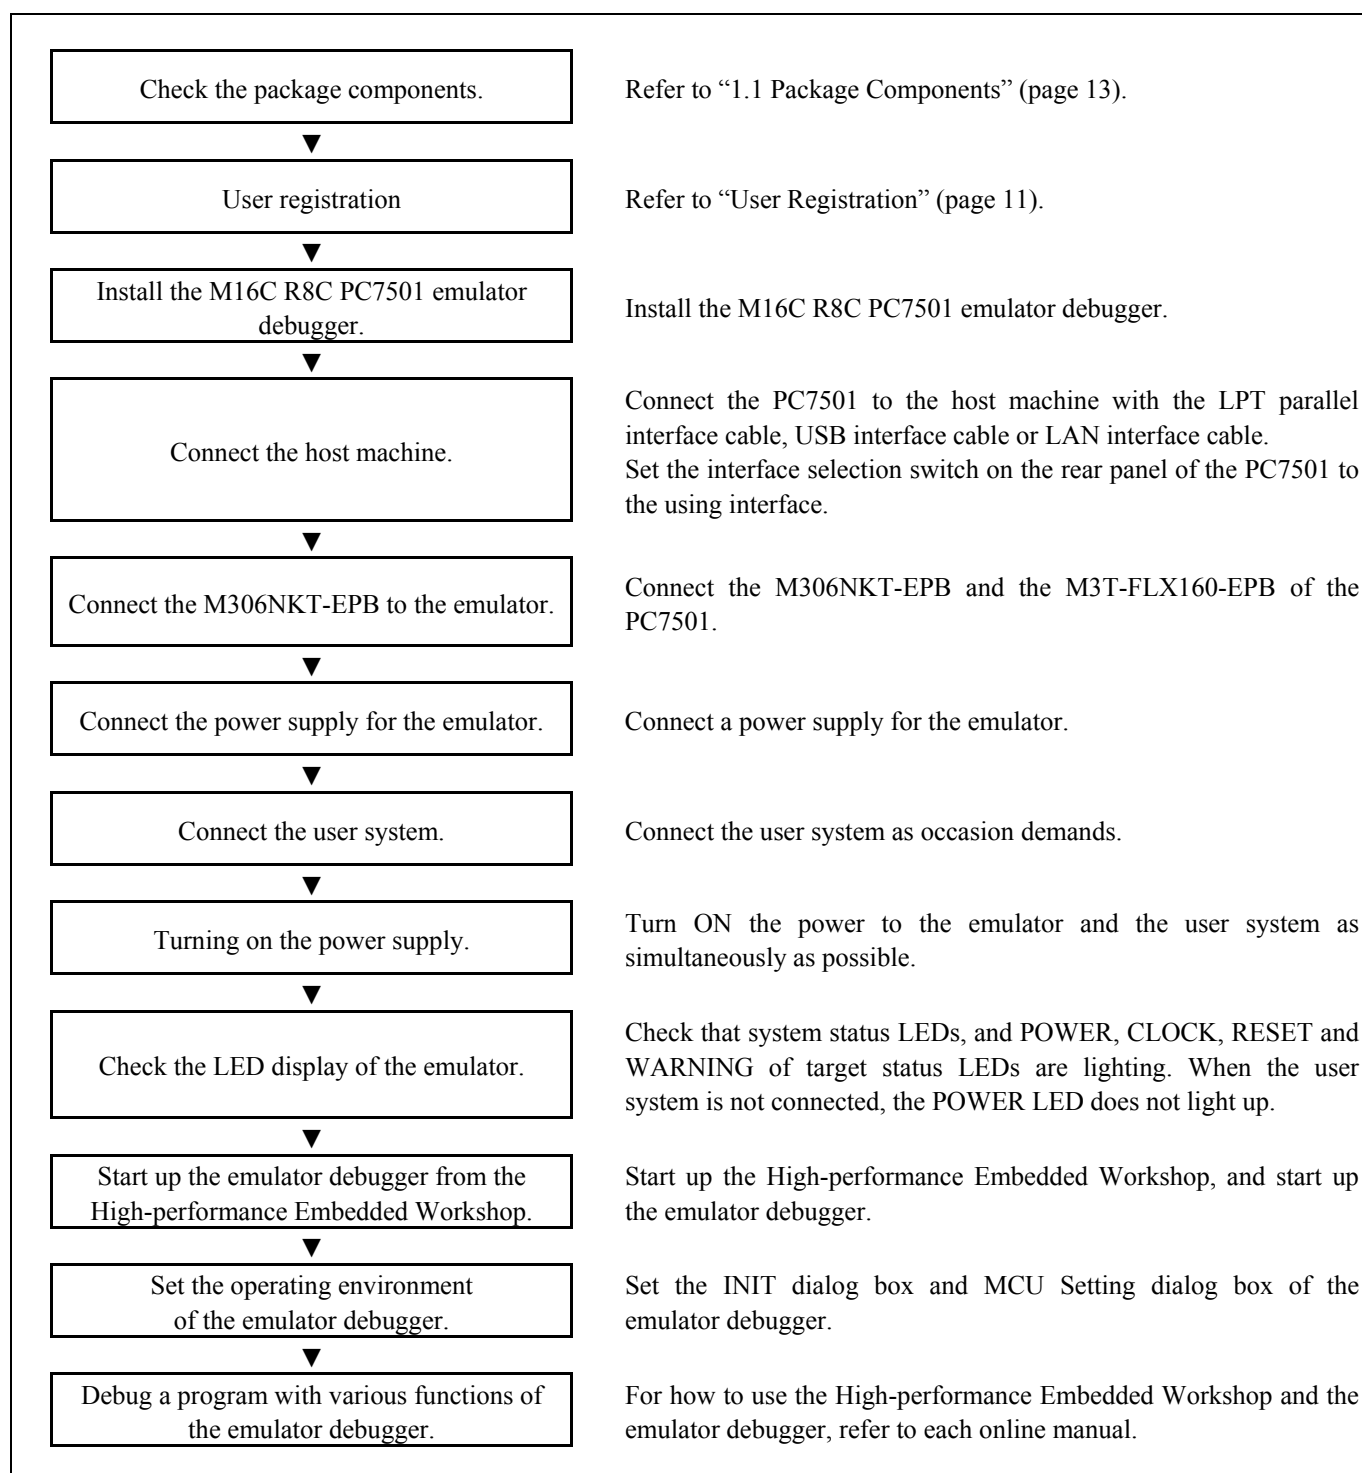 Check the package components.
Refer to “1.1 Package Components” (page 13).
▼
User registration
Refer to “User Registration” (page 11).
▼
Install the M16C R8C PC7501 emulator
debugger.
Install the M16C R8C PC7501 emulator debugger.
▼
Connect the host machine.
Connect the PC7501 to the host machine with the LPT parallel
interface cable, USB interface cable or LAN interface cable.
Set the interface selection switch on the rear panel of the PC7501 to
the using interface.
▼
Connect the M306NKT-EPB to the emulator.
Connect the M306NKT-EPB and the M3T-FLX160-EPB of the
PC7501.
▼
Connect the power supply for the emulator.
Connect a power supply for the emulator.
▼
Connect the user system.
Connect the user system as occasion demands.
▼
Turning on the power supply.
Turn ON the power to the emulator and the user system as
simultaneously as possible.
▼
Check the LED display of the emulator.
Check that system status LEDs, and POWER, CLOCK, RESET and
WARNING of target status LEDs are lighting. When the user
system is not connected, the POWER LED does not light up.
▼
Start up the emulator debugger from the
High-performance Embedded Workshop.
Start up the High-performance Embedded Workshop, and start up
the emulator debugger.
▼
Set the operating environment
of the emulator debugger.
Set the INIT dialog box and MCU Setting dialog box of the
emulator debugger.
▼
Debug a program with various functions of
the emulator debugger.
For how to use the High-performance Embedded Workshop and the
emulator debugger, refer to each online manual.